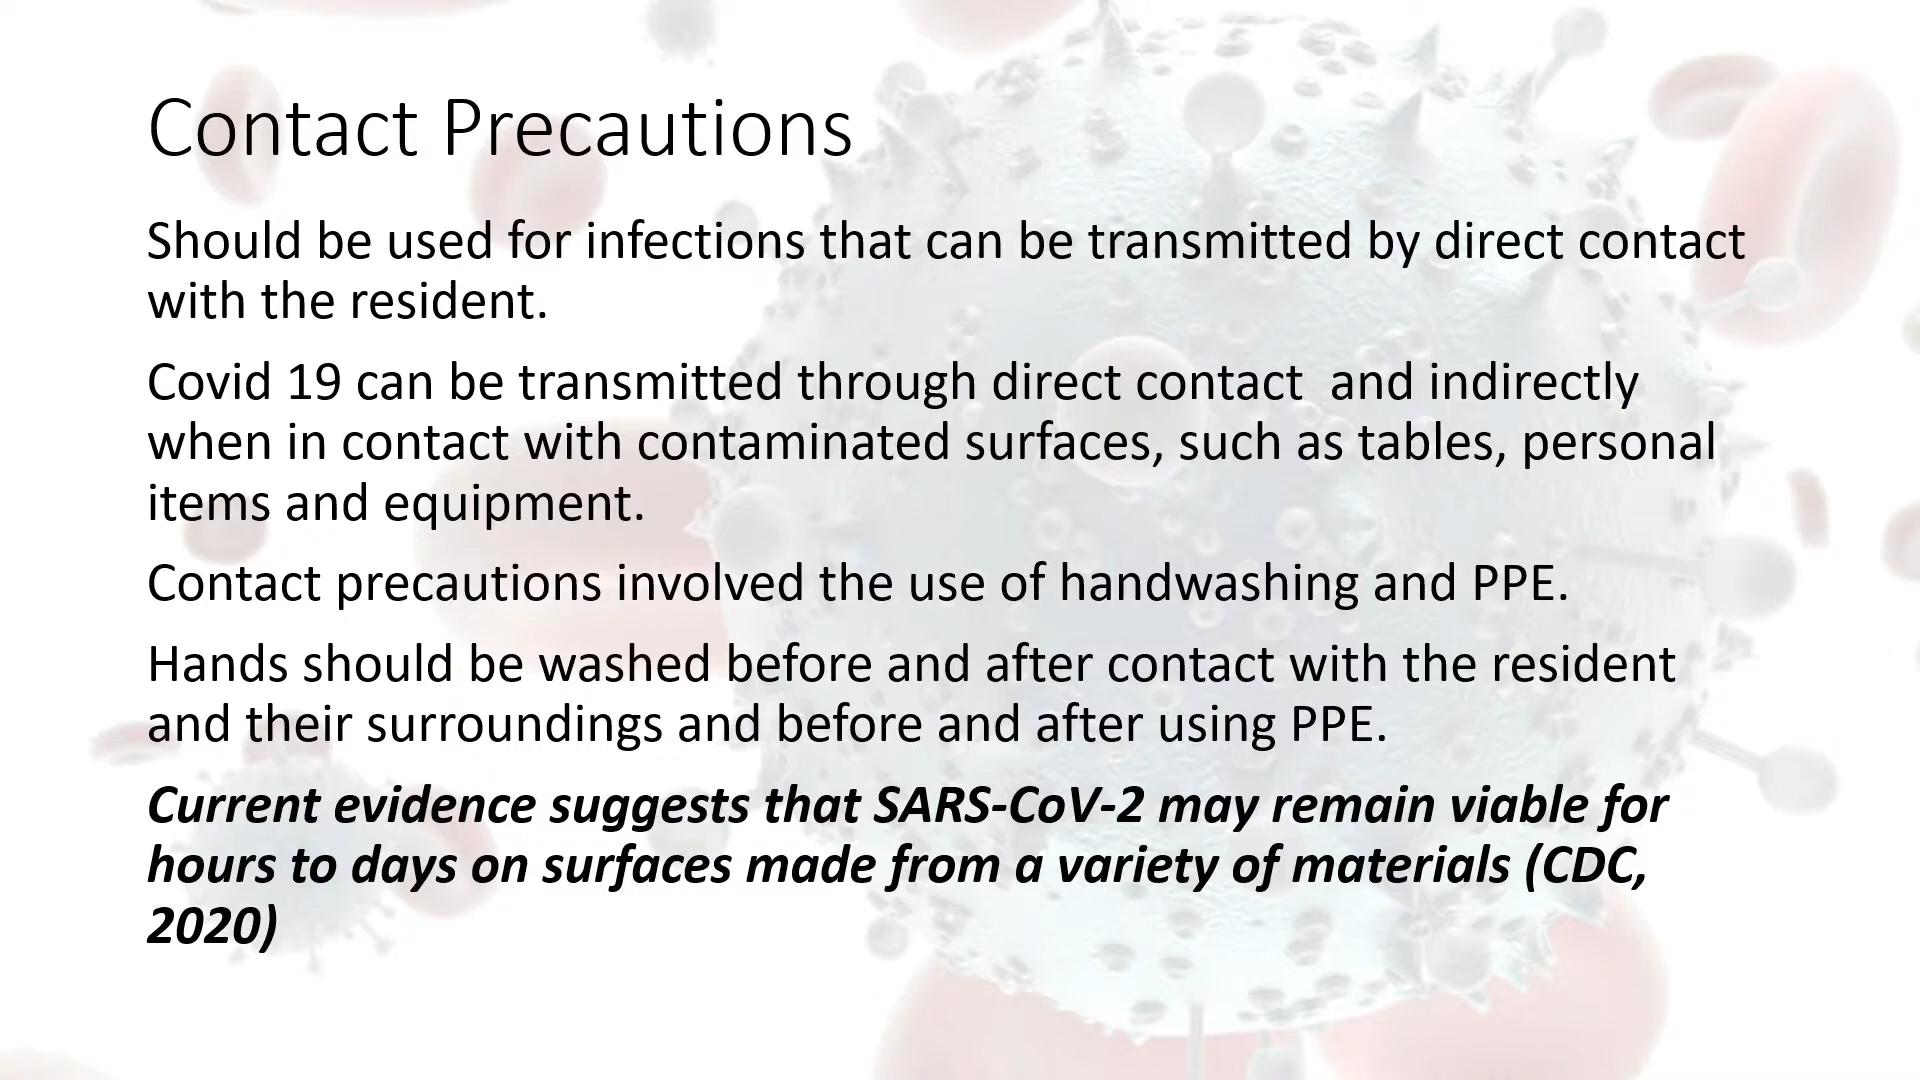 Contact Precautions
Should be used for infections that can be transmitted by direct contact
with the resident.
Covid 19 can be transmitted through direct contact  and indirectly
when in contact with contaminated surfaces, such as tables, personal
items and equipment.
Contact precautions involved the use of handwashing and PPE.
Hands should be washed before and after contact with the resident
and their surroundings and before and after using PPE.
Current evidence suggests that SARS-CoV-2 may remain viable for
hours to days on surfaces made from a variety of materials (CDC,
2020)